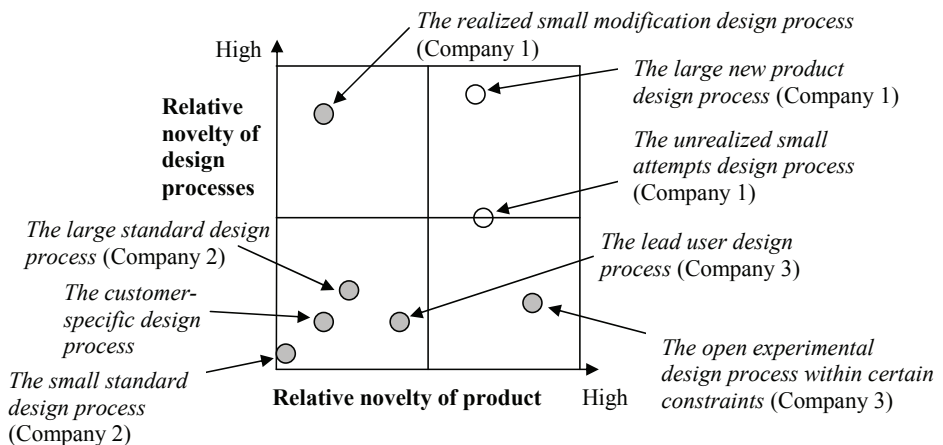 The realized small modification design process
(Company 1)
High
The large new product
design process (Company 1)
Relative
novelty of
design
processes
The unrealized small
attempts design process
(Company 1)
The large standard design
process (Company 2)
The lead user design
process (Company 3)
The customer-
specific design
process
The small standard
design process
(Company 2)
Relative novelty of product
High
The open experimental
design process within certain
constraints (Company 3)